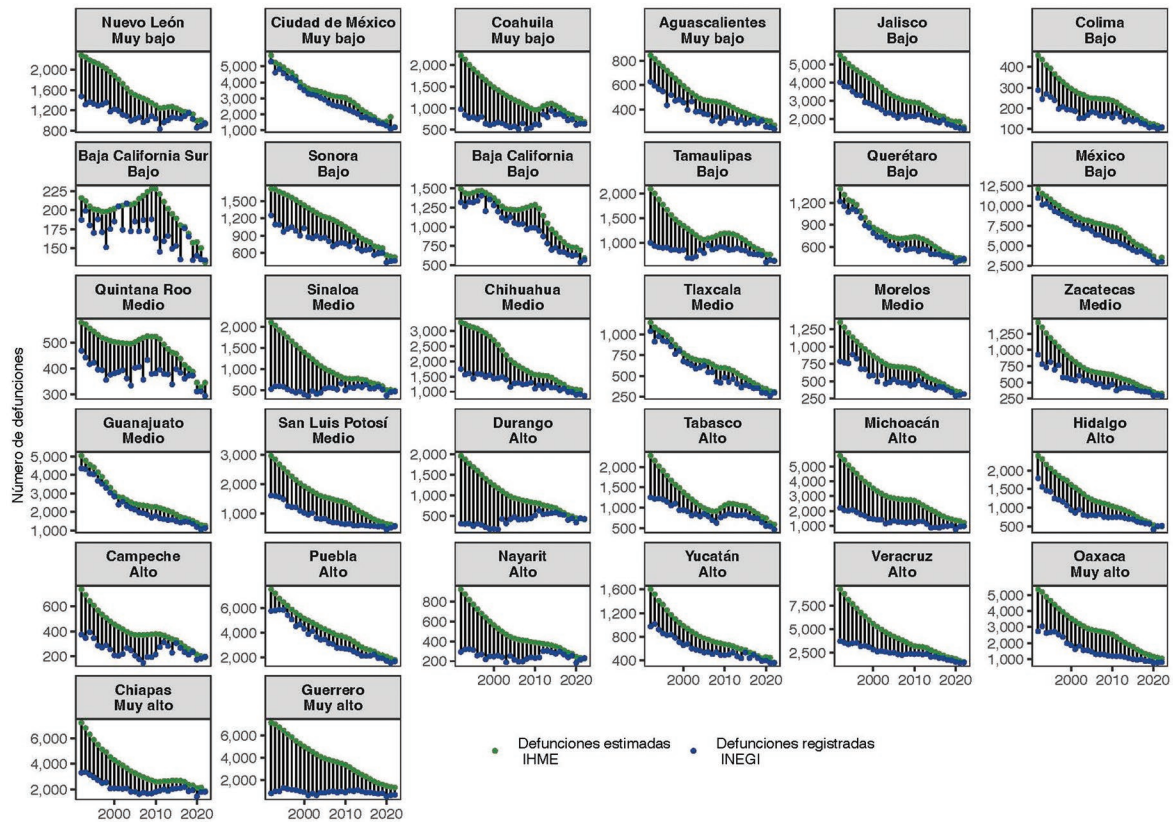 Nuevo León
Muy bajo
Ciudad de México
Muy bajo
Coahuila
Muy bajo
Aguascalientes
Muy bajo
Jalisco
Bajo
Colima
Bajo
2,000
1,600
1,200
800
5,000
4,000
3,000
2,000
1,000
2,000
1,500
1,000
500
800
600
400
5,000
4,000
3,000
2,000
400
300
200
100
Baja California Sur
Bajo
Sonora
Bajo
Baja California
Bajo
Tamaulipas
Bajo
Querétaro
Bajo
México
Bajo
225
200
175
150
1,500
1,200
900
600
1,500
1,250
1,000
750
500
2,000
1,500
1,000
1,200
900
600
12,500
10,000
7,500
5,000
2,500
Quintana Roo
Medio
Sinaloa
Medio
Chihuahua
Medio
Tlaxcala
Medio
Morelos
Medio
Zacatecas
Medio
500
400
300
2,000
1,500
1,000
500
3,000
2,500
2,000
1,500
1,000
1,000
750
500
250
1,250
1,000
750
500
250
1,250
1,000
750
500
250
Número de defunciones
Guanajuato
Medio
San Luis Potosí
Medio
Durango
Alto
Tabasco
Alto
Michoacán
Alto
Hidalgo
Alto
5,000
4,000
3,000
2,000
1,000
3,000
2,000
1,000
2,000
1,500
1,000
500
2,000
1,500
1,000
500
5,000
4,000
3,000
2,000
1,000
2,000
1,500
1,000
500
Campeche
Alto
Puebla
Alto
Nayarit
Alto
Yucatán
Alto
Veracruz
Alto
Oaxaca
Muy alto
600
400
200
6,000
4,000
2,000
800
600
400
200
1,600
1,200
800
400
7,500
5,000
2,500
5,000
4,000
3,000
2,000
1,000
2000 2010 2020
2000 2010 2020
2000 2010 2020
2000 2010 2020
Chiapas
Muy alto
Guerrero
Muy alto
6,000
4,000
2,000
6,000
4,000
2,000
2000 2010 2020
2000 2010 2020
Defunciones estimadas
IHME
Defunciones registradas
INEGI